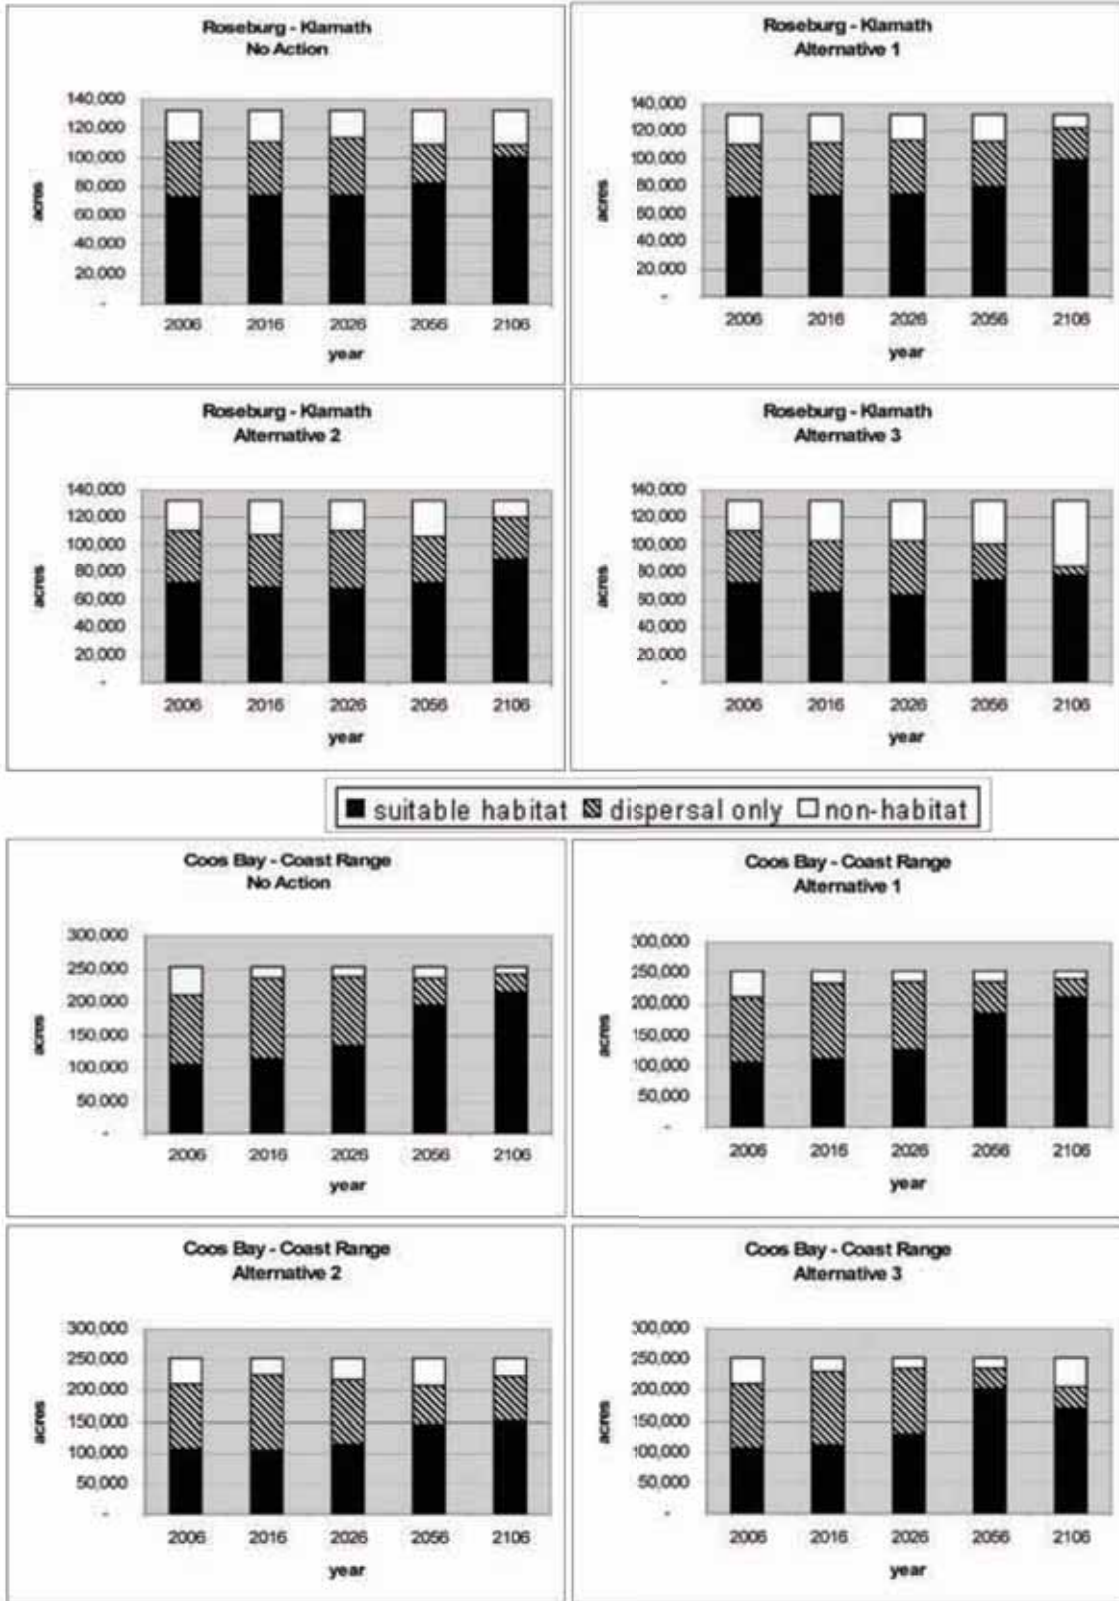 Roseburg - Klamath
No Action
140,000
120,000
100,000
80,000
60,000
40,000
20,000
-
acres
2006 2016 2026 2056 2106
year
Roseburg - Klamath
Alternative 1
140,000
120,000
100,000
80,000
60,000
40,000
20,000
-
acres
2006 2016 2026 2056 2106
year
Roseburg - Klamath
Alternative 2
140,000
120,000
100,000
80,000
60,000
40,000
20,000
-
acres
2006 2016 2026 2056 2106
year
Roseburg - Klamath
Alternative 3
140,000
120,000
100,000
80,000
60,000
40,000
20,000
-
acres
2006 2016 2026 2056 2106
year
suitable habitat dispersal only non-habitat
Coos Bay - Coast Range
No Action
300,000
250,000
200,000
150,000
100,000
50,000
-
acres
2006 2016 2026 2056 2106
year
Coos Bay - Coast Range
Alternative 1
300,000
250,000
200,000
150,000
100,000
50,000
-
acres
2006 2016 2026 2056 2106
year
Coos Bay - Coast Range
Alternative 2
300,000
250,000
200,000
150,000
100,000
50,000
-
acres
2006 2016 2026 2056 2106
year
Coos Bay - Coast Range
Alternative 3
300,000
250,000
200,000
150,000
100,000
50,000
-
acres
2006 2016 2026 2056 2106
year